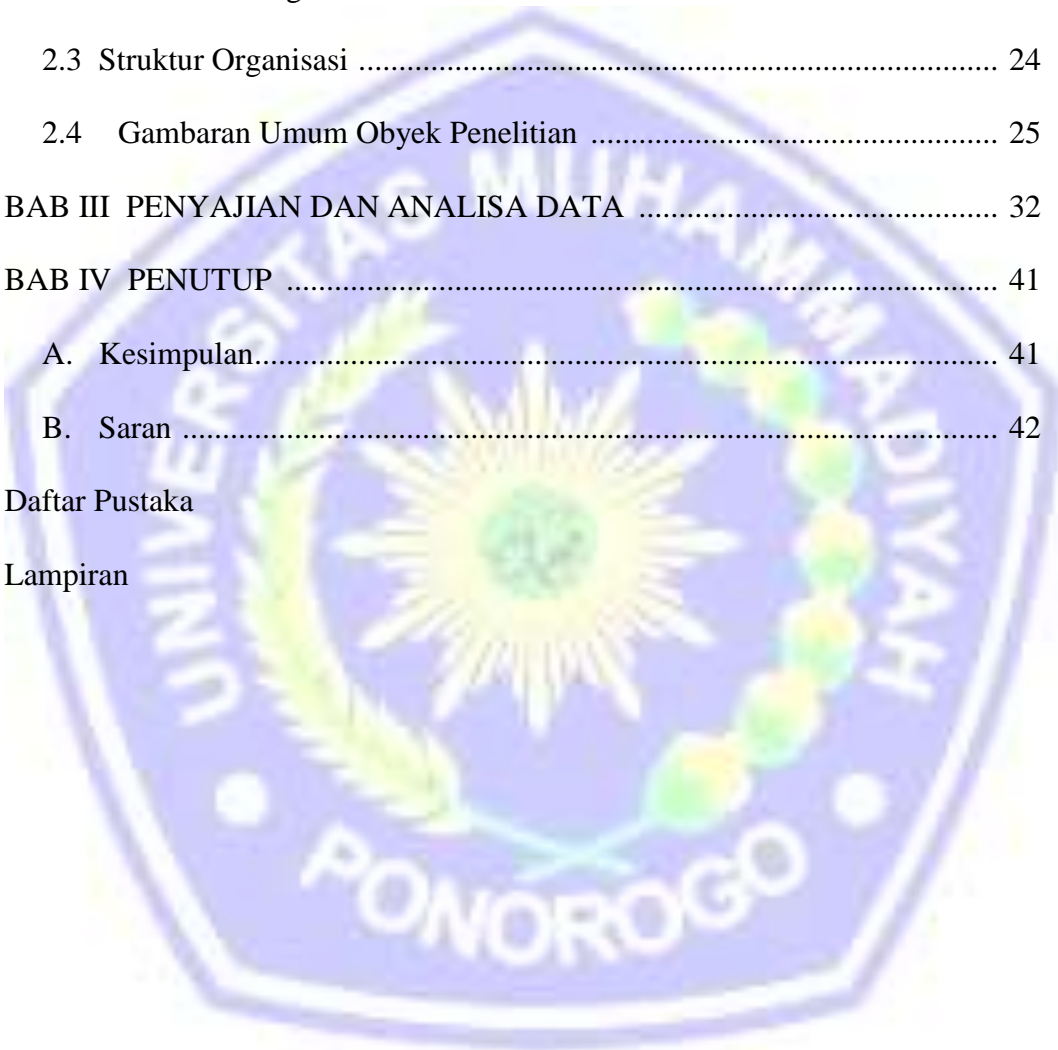 2.3 Struktur Organisasi ................................................................................ 24
2.4 Gambaran Umum Obyek Penelitian ................................................... 25
BAB III PENYAJIAN DAN ANALISA DATA ............................................. 32
BAB IV PENUTUP ......................................................................................... 41
A. Kesimpulan............................................................................................. 41
B. Saran ...................................................................................................... 42
Daftar Pustaka
Lampiran
UNIVERSITAS MUHAMMADIYAH
PONOROGO